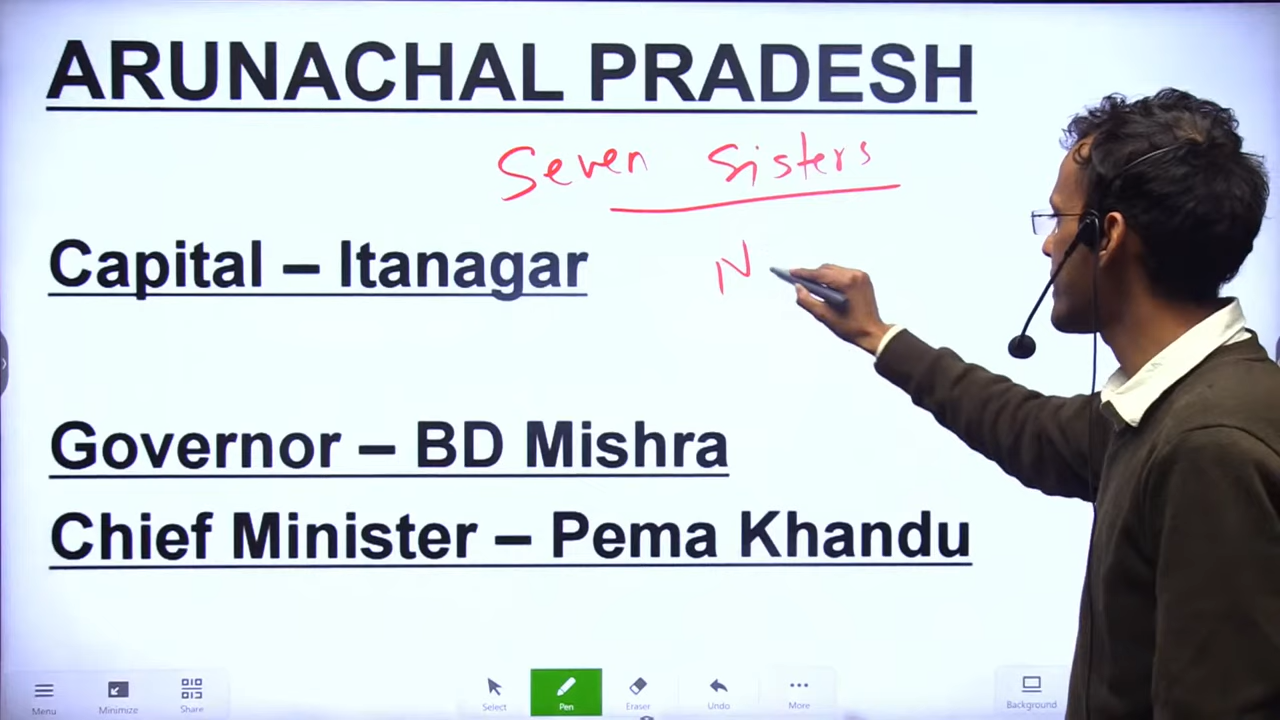 ARUNACHAL PRADESH
Seven Sisters
Capital – Itanagar
N
Governor – BD Mishra
Chief Minister – Pema Khandu
Menu
Minimize
Share
Select
Pen
Eraser
Undo
More
Background